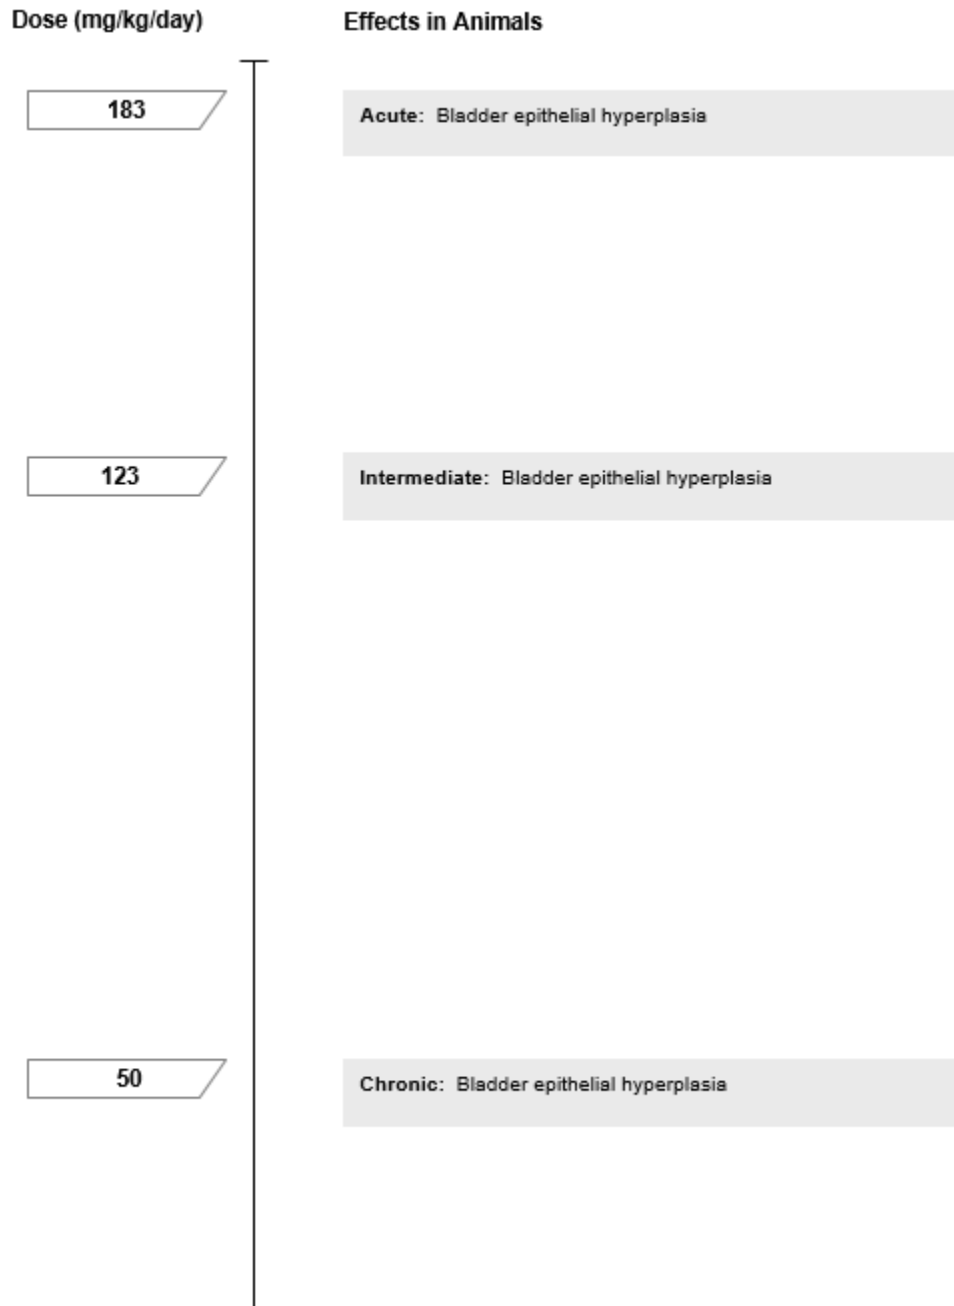 Dose (mg/kg/day) Effects in Animals
183 Acute: Bladder epithelial hyperplasia
123 Intermediate: Bladder epithelial hyperplasia
50 Chronic: Bladder epithelial hyperplasia